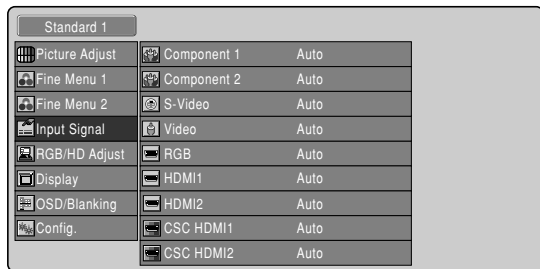 Standard 1
Picture Adjust
Fine Menu 1
Fine Menu 2
Input Signal
RGB/HD Adjust
Display
OSD/Blanking
Config.
Component 1 Auto
Component 2 Auto
S-Video Auto
Video Auto
RGB Auto
HDMI1 Auto
HDMI2 Auto
CSC HDMI1 Auto
CSC HDMI2 Auto